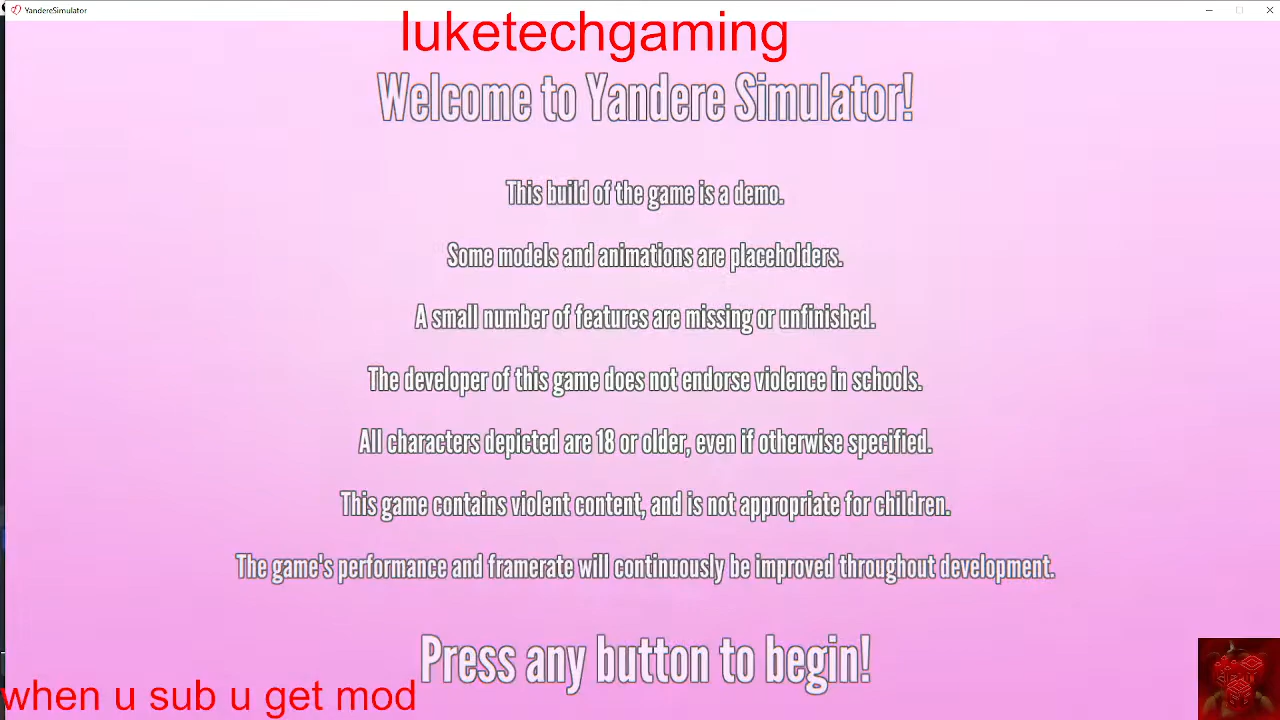 YandereSimulator
luketechgaming
Welcome to Yandere Simulator!
This build of the game is a demo.
Some models and animations are placeholders.
A small number of features are missing or unfinished.
The developer of this game does not endorse violence in schools.
All characters depicted are 18 or older, even if otherwise specified.
This game contains violent content, and is not appropriate for children.
The game's performance and framerate will continuously be improved throughout development.
Press any button to begin!
when u sub u get mod